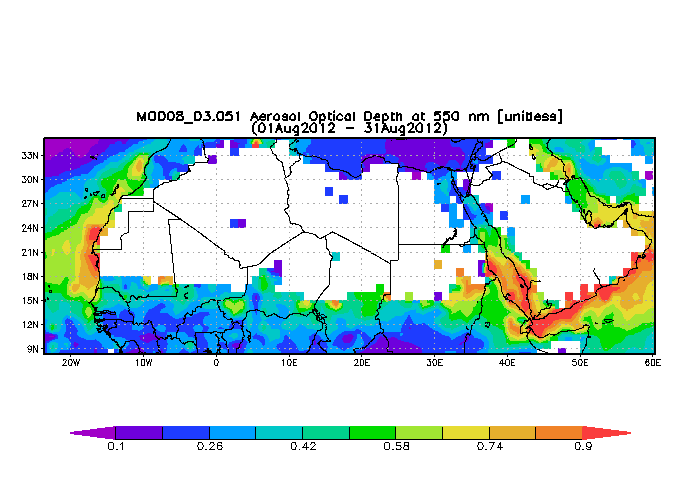 MOD08_D3.051 Aerosol Optical Depth at 550 nm [unitless]
(01Aug2012 - 31Aug2012)
33N
30N
27N
24N
21N
18N
15N
12N
9N
20W 10W 0 10E 20E 30E 40E 50E 60E
0.1 0.26 0.42 0.58 0.74 0.9